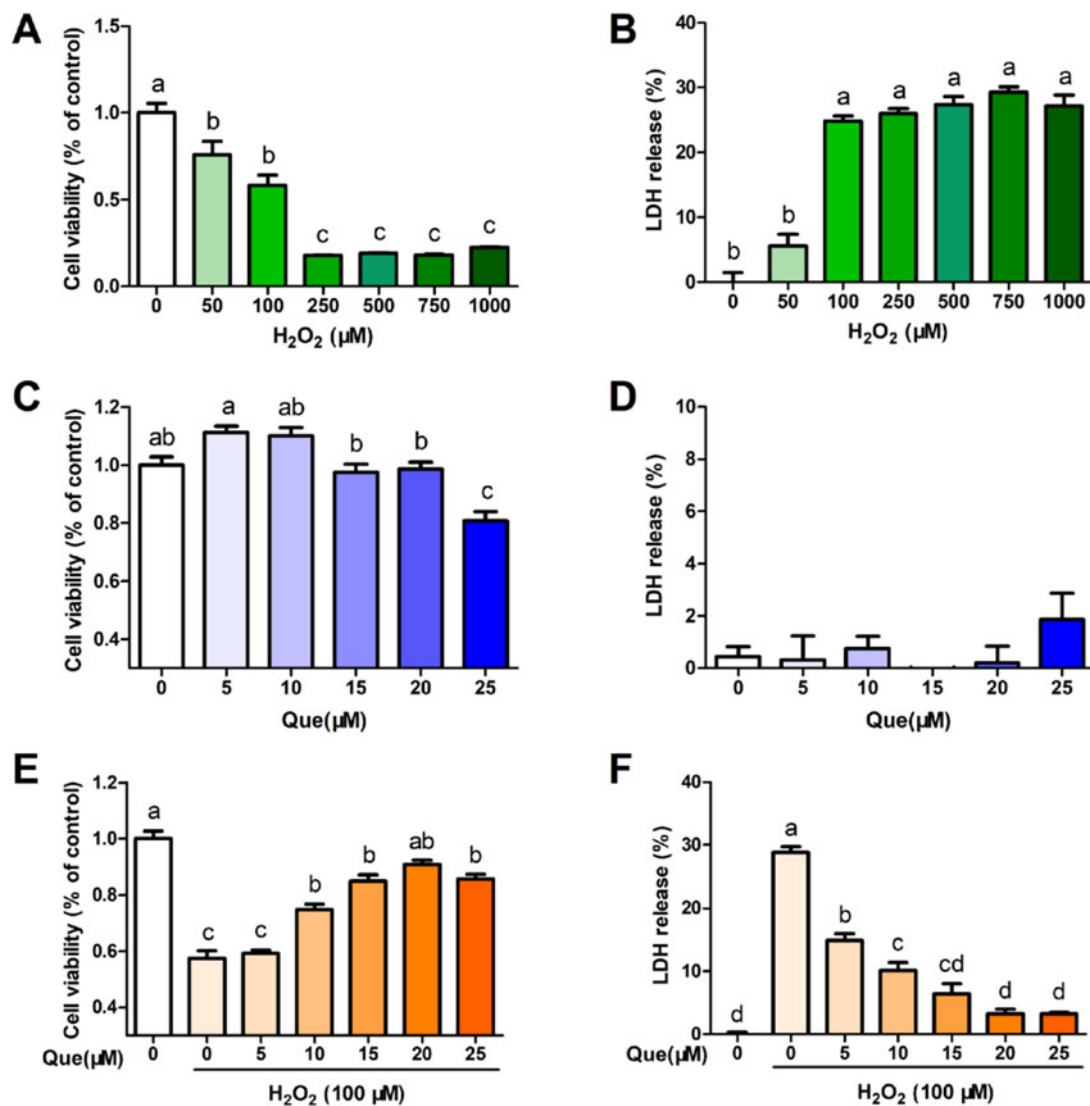 A
Cell viability (% of control)
1.5
1.0
0.5
0.0
a
b
b
c
c
c
c
0 50 100 250 500 750 1000
H₂O₂ (µM)
B
LDH release (%)
40
30
20
10
0
b
b
a
a
a
a
a
0 50 100 250 500 750 1000
H₂O₂ (µM)
C
Cell viability (% of control)
1.2
1.0
0.8
0.6
0.4
ab
a
ab
b
b
c
0 5 10 15 20 25
Que(µM)
D
LDH release (%)
10
8
6
4
2
0
0 5 10 15 20 25
Que(µM)
E
Cell viability (% of control)
1.2
1.0
0.8
0.6
0.4
a
c
c
b
b
ab
b
Que(µM) 0 0 5 10 15 20 25
H₂O₂ (100 µM)
F
LDH release (%)
40
30
20
10
0
d
a
b
c
cd
d
d
Que(µM) 0 0 5 10 15 20 25
H₂O₂ (100 µM)